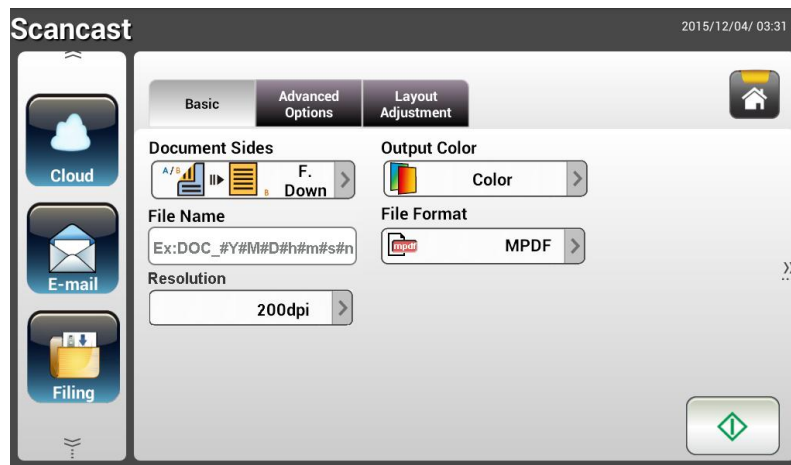 Scancast
2015/12/04/ 03:31
Cloud
E-mail
Filing
Basic
Advanced
Options
Layout
Adjustment
Document Sides
A/B
B
F.
Down
Output Color
Color
File Name
Ex:DOC_#Y#M#D#h#m#s#n
File Format
mpdf
MPDF
Resolution
200dpi